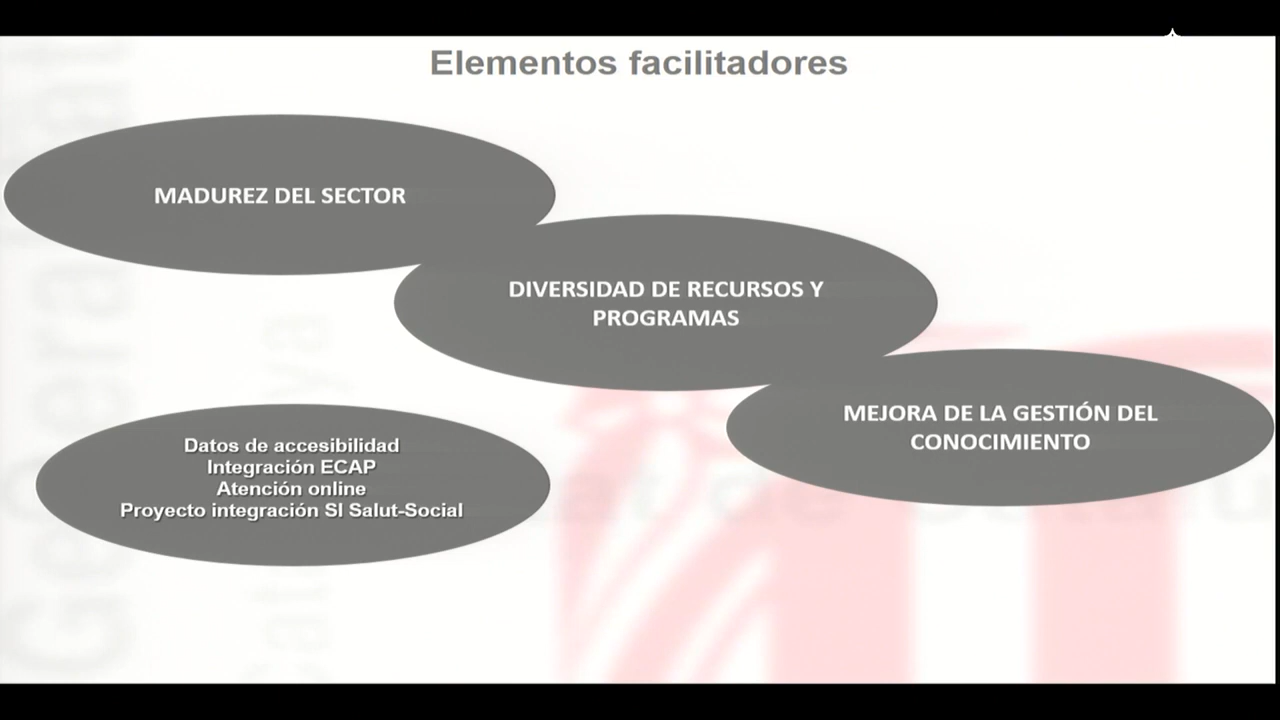 Elementos facilitadores
MADUREZ DEL SECTOR
DIVERSIDAD DE RECURSOS Y
PROGRAMAS
MEJORA DE LA GESTIÓN DEL
CONOCIMIENTO
Datos de accesibilidad
Integración ECAP
Atención online
Proyecto integración SI Salut-Social